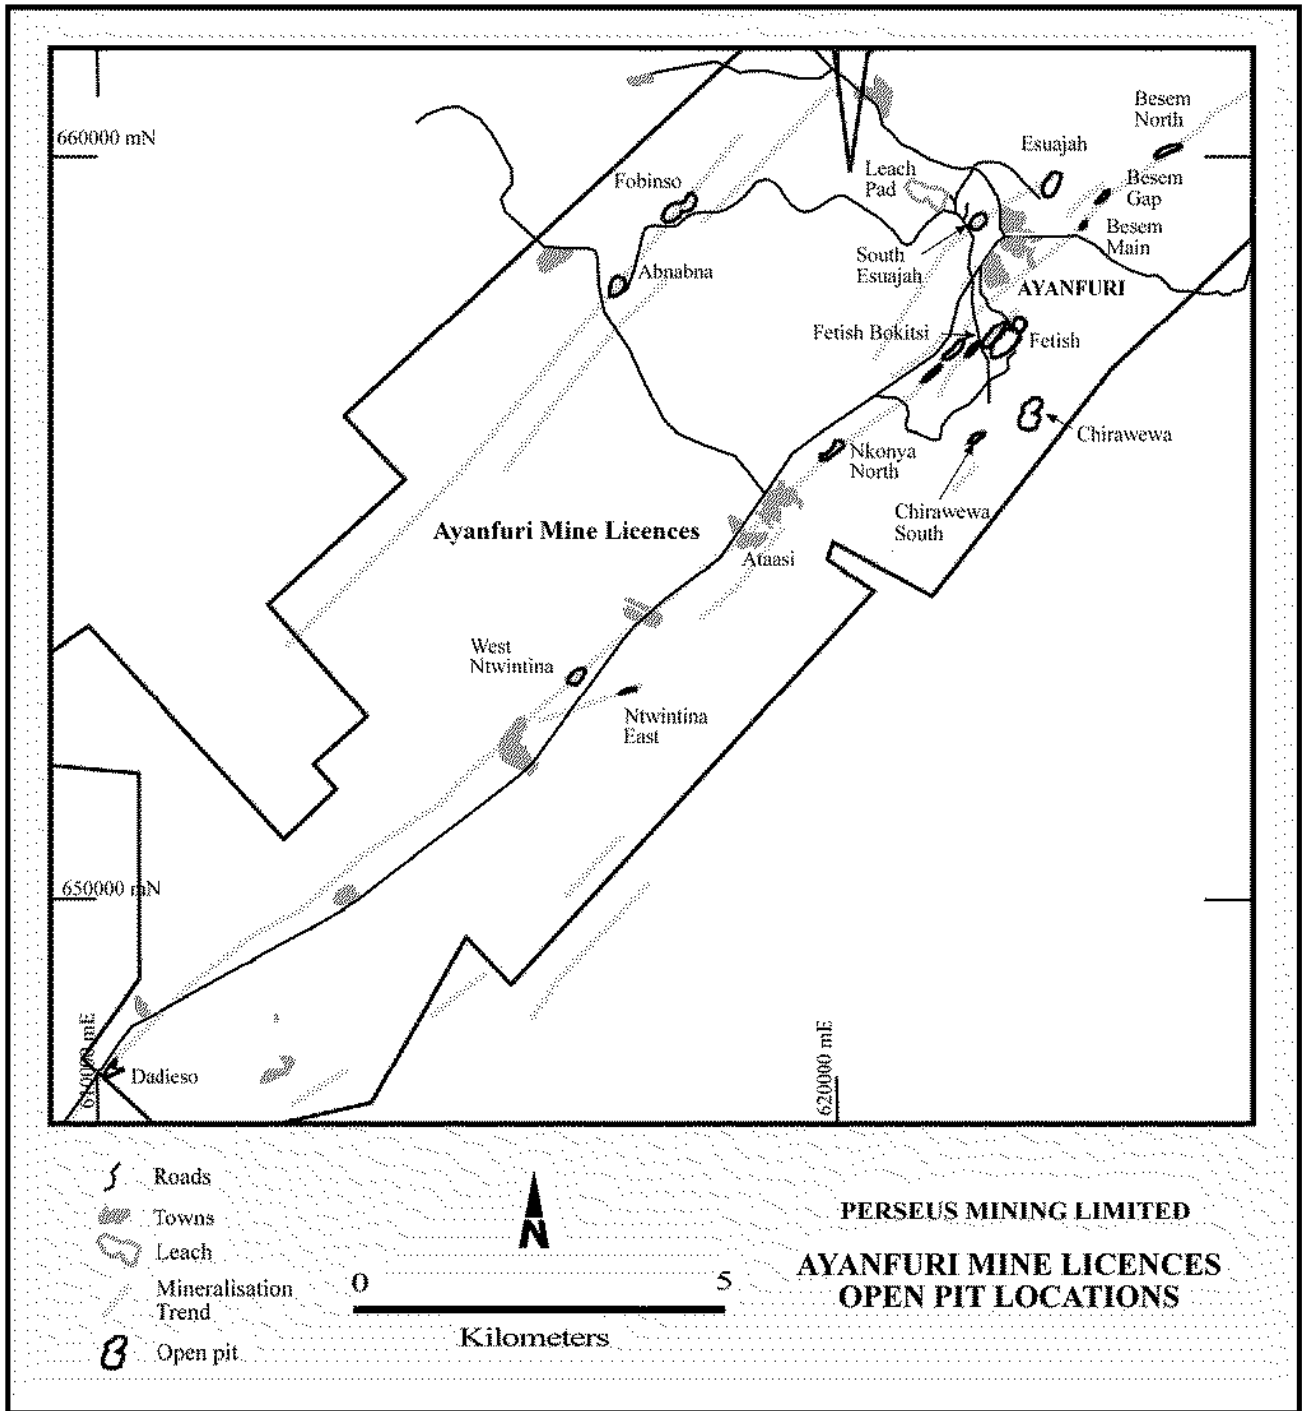 660000 mN
Besem
North
Esuajah
Leach
Pad
Fobinso
Besem
Gap
Besem
Main
South
Esuajah
Abnabna
AYANFURI
Fetish Bokitsi
Fetish
Chirawewa
Nkonya
North
Chirawewa
South
Ayanfuri Mine Licences
Ataasi
West
Ntwintina
Ntwintina
East
650000 mN
610000 mE
620000 mE
Dadieso
Roads
Towns
Leach
Mineralisation
Trend
Open pit
N
0 5
Kilometers
PERSEUS MINING LIMITED
AYANFURI MINE LICENCES
OPEN PIT LOCATIONS